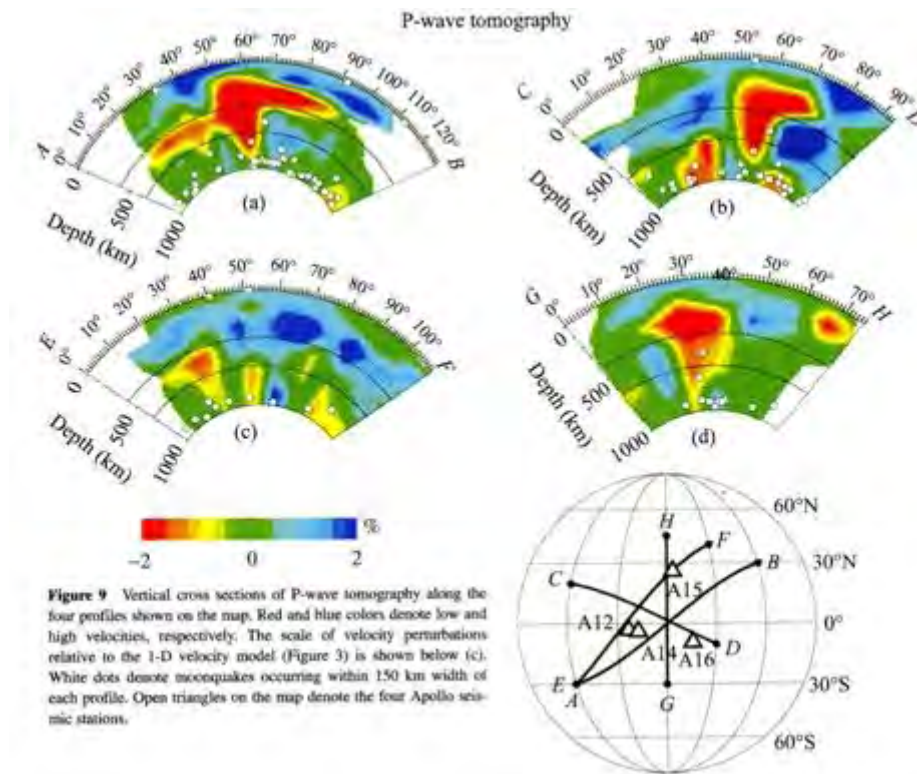 P-wave tomography
A 0° 10° 20° 30° 40° 50° 60° 70° 80° 90° 100° 110° 120° B
0 500 1000
Depth (km)
(a)
C 0° 10° 20° 30° 40° 50° 60° 70° 80° 90° D
0 500 1000
Depth (km)
(b)
E 0° 10° 20° 30° 40° 50° 60° 70° 80° 90° 100° F
0 500 1000
Depth (km)
(c)
G 0° 10° 20° 30° 40° 50° 60° 70° H
0 500 1000
Depth (km)
(d)
%
−2 0 2
Figure 9 Vertical cross sections of P-wave tomography along the
four profiles shown on the map. Red and blue colors denote low and
high velocities, respectively. The scale of velocity perturbations
relative to the 1-D velocity model (Figure 3) is shown below (c).
White dots denote moonquakes occurring within 150 km width of
each profile. Open triangles on the map denote the four Apollo seis-
mic stations.
60°N
H
F
30°N
B
C
A15
A12
0°
A14
A16
D
E
A
G
30°S
60°S